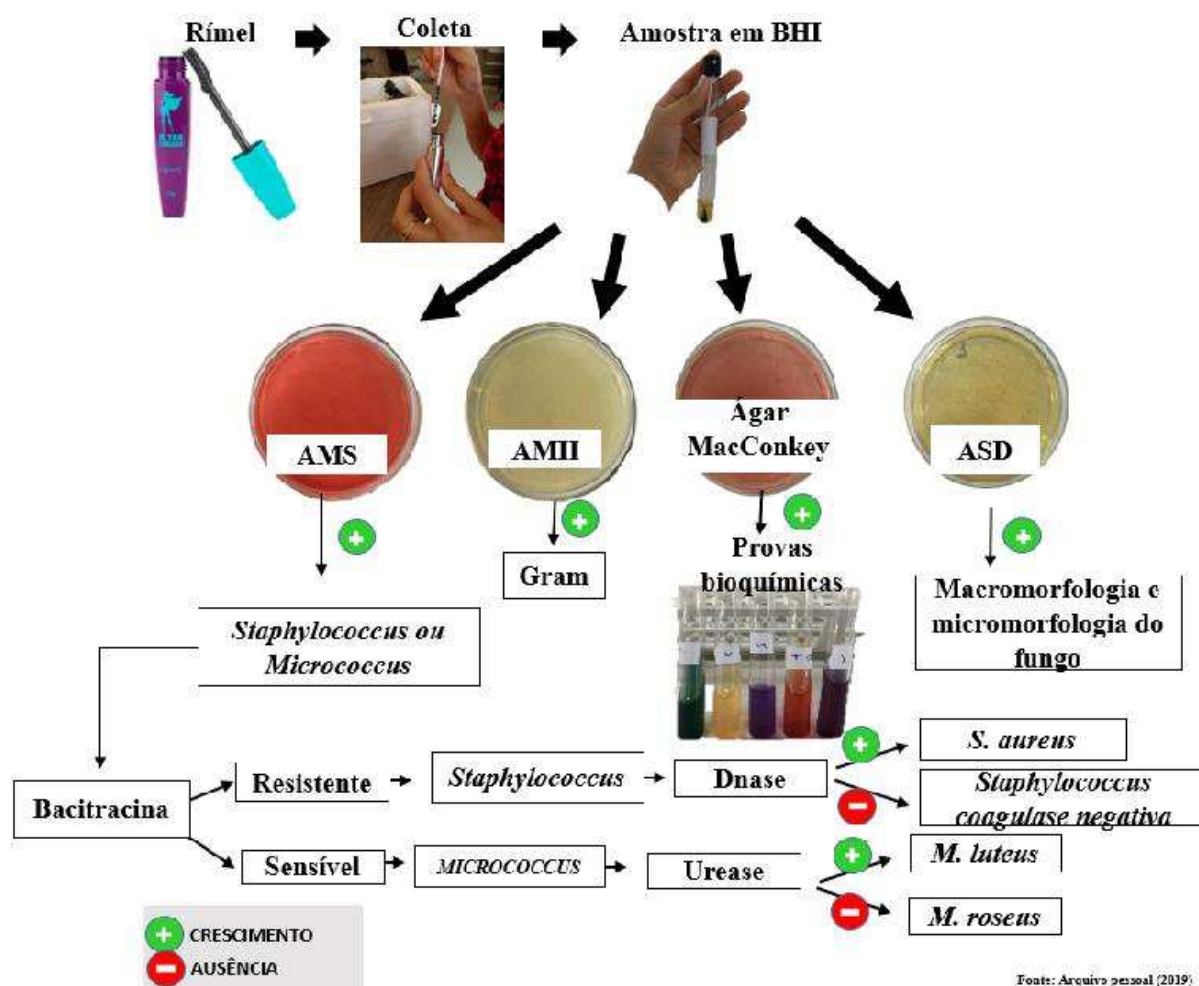 Rímel
Coleta
Amostra em BHI
AMS
AMH
Ágar
MacConkey
ASD
Gram
Provas
bioquímicas
Macromorfologia e
micromorfologia do
fungo
Staphylococcus ou
Micrococcus
Bacitracina
Resistente
Staphylococcus
Dnase
S. aureus
Staphylococcus
coagulase negativa
Sensível
MICROCOCCUS
Urease
M. luteus
M. roseus
CRESCIMENTO
AUSÊNCIA
Fonte: Arquivo pessoal (2019)